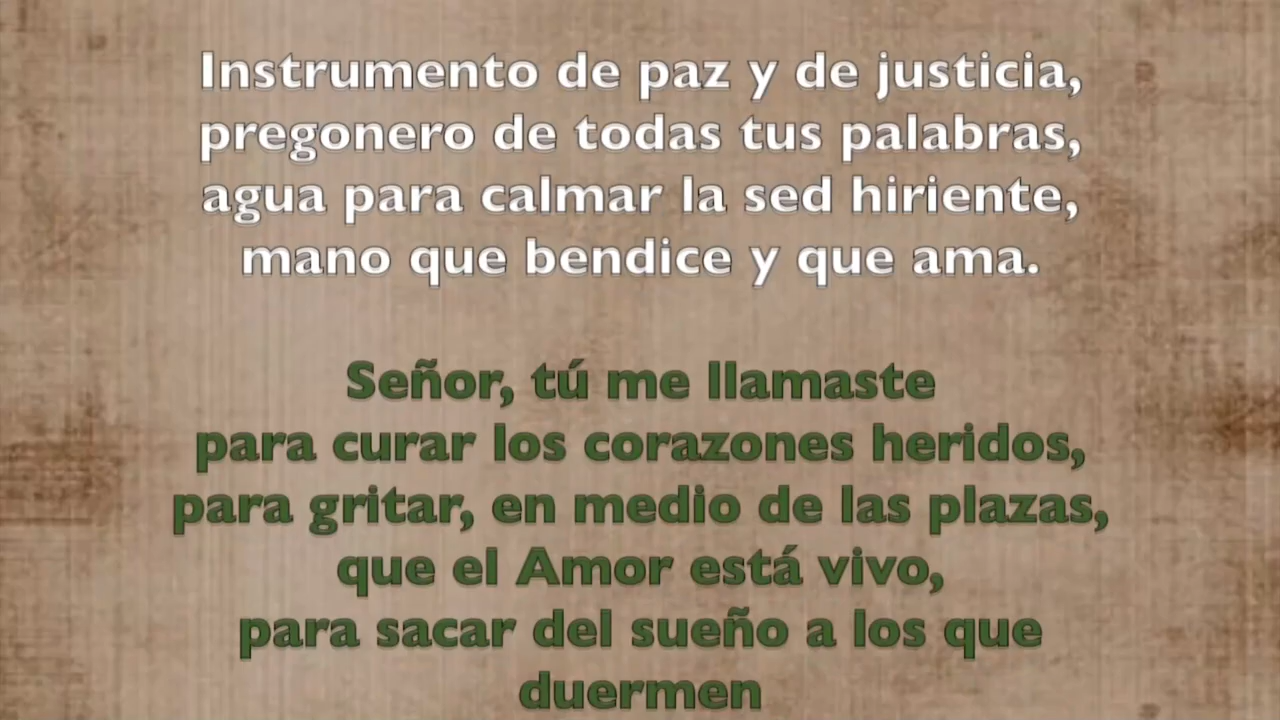 Instrumento de paz y de justicia,
pregonero de todas tus palabras,
agua para calmar la sed hiriente,
mano que bendice y que ama.
Señor, tú me llamaste
para curar los corazones heridos,
para gritar, en medio de las plazas,
que el Amor está vivo,
para sacar del sueño a los que
duermen